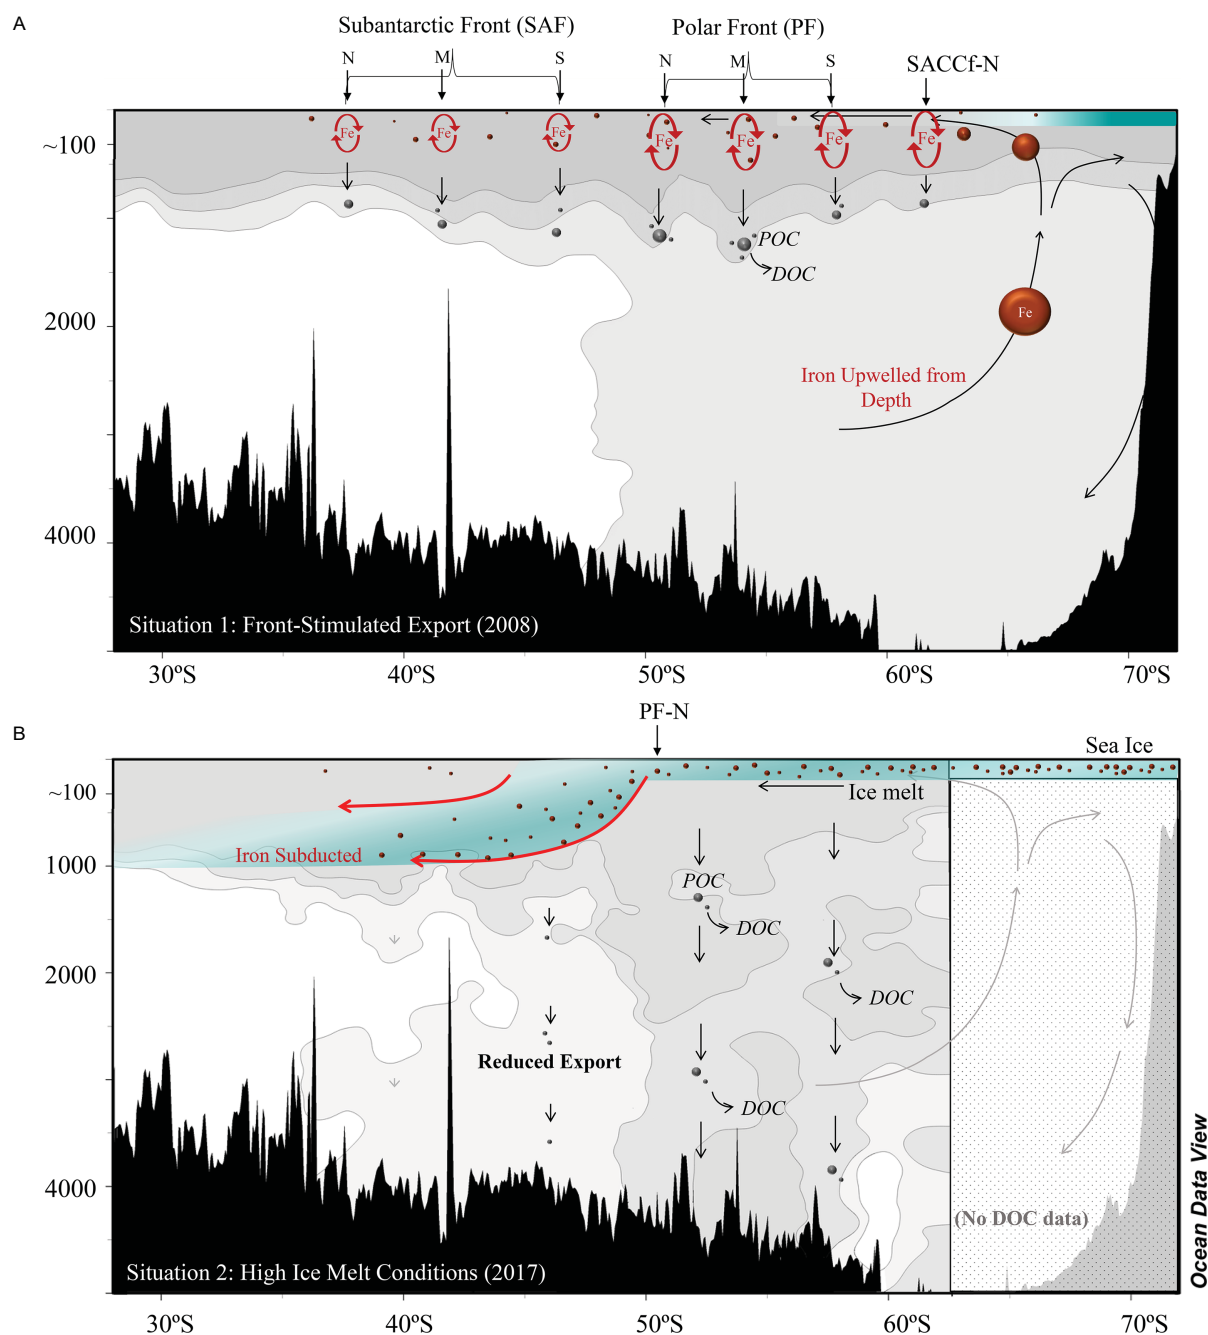 A
Subantarctic Front (SAF)
Polar Front (PF)
N
M
S
N
M
S
SACCf-N
Fe
Fe
Fe
Fe
Fe
Fe
Fe
~100
POC
DOC
2000
Fe
Iron Upwelled from
Depth
4000
Situation 1: Front-Stimulated Export (2008)
30ºS
40ºS
50ºS
60ºS
70ºS
B
PF-N
Sea Ice
~100
Ice melt
Iron Subducted
1000
POC
DOC
2000
DOC
Reduced Export
DOC
4000
(No DOC data)
Situation 2: High Ice Melt Conditions (2017)
Ocean Data View
30ºS
40ºS
50ºS
60ºS
70ºS